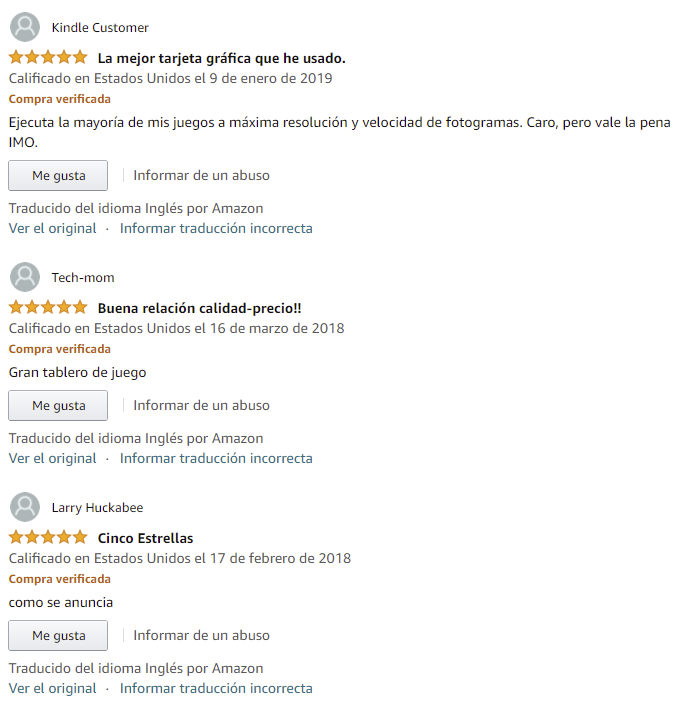 Kindle Customer
La mejor tarjeta gráfica que he usado.
Calificado en Estados Unidos el 9 de enero de 2019
Compra verificada
Ejecuta la mayoría de mis juegos a máxima resolución y velocidad de fotogramas. Caro, pero vale la pena
IMO.
Me gusta | Informar de un abuso
Traducido del idioma Inglés por Amazon
Ver el original · Informar traducción incorrecta
Tech-mom
Buena relación calidad-precio!!
Calificado en Estados Unidos el 16 de marzo de 2018
Compra verificada
Gran tablero de juego
Me gusta | Informar de un abuso
Traducido del idioma Inglés por Amazon
Ver el original · Informar traducción incorrecta
Larry Huckabee
Cinco Estrellas
Calificado en Estados Unidos el 17 de febrero de 2018
Compra verificada
como se anuncia
Me gusta | Informar de un abuso
Traducido del idioma Inglés por Amazon
Ver el original · Informar traducción incorrecta